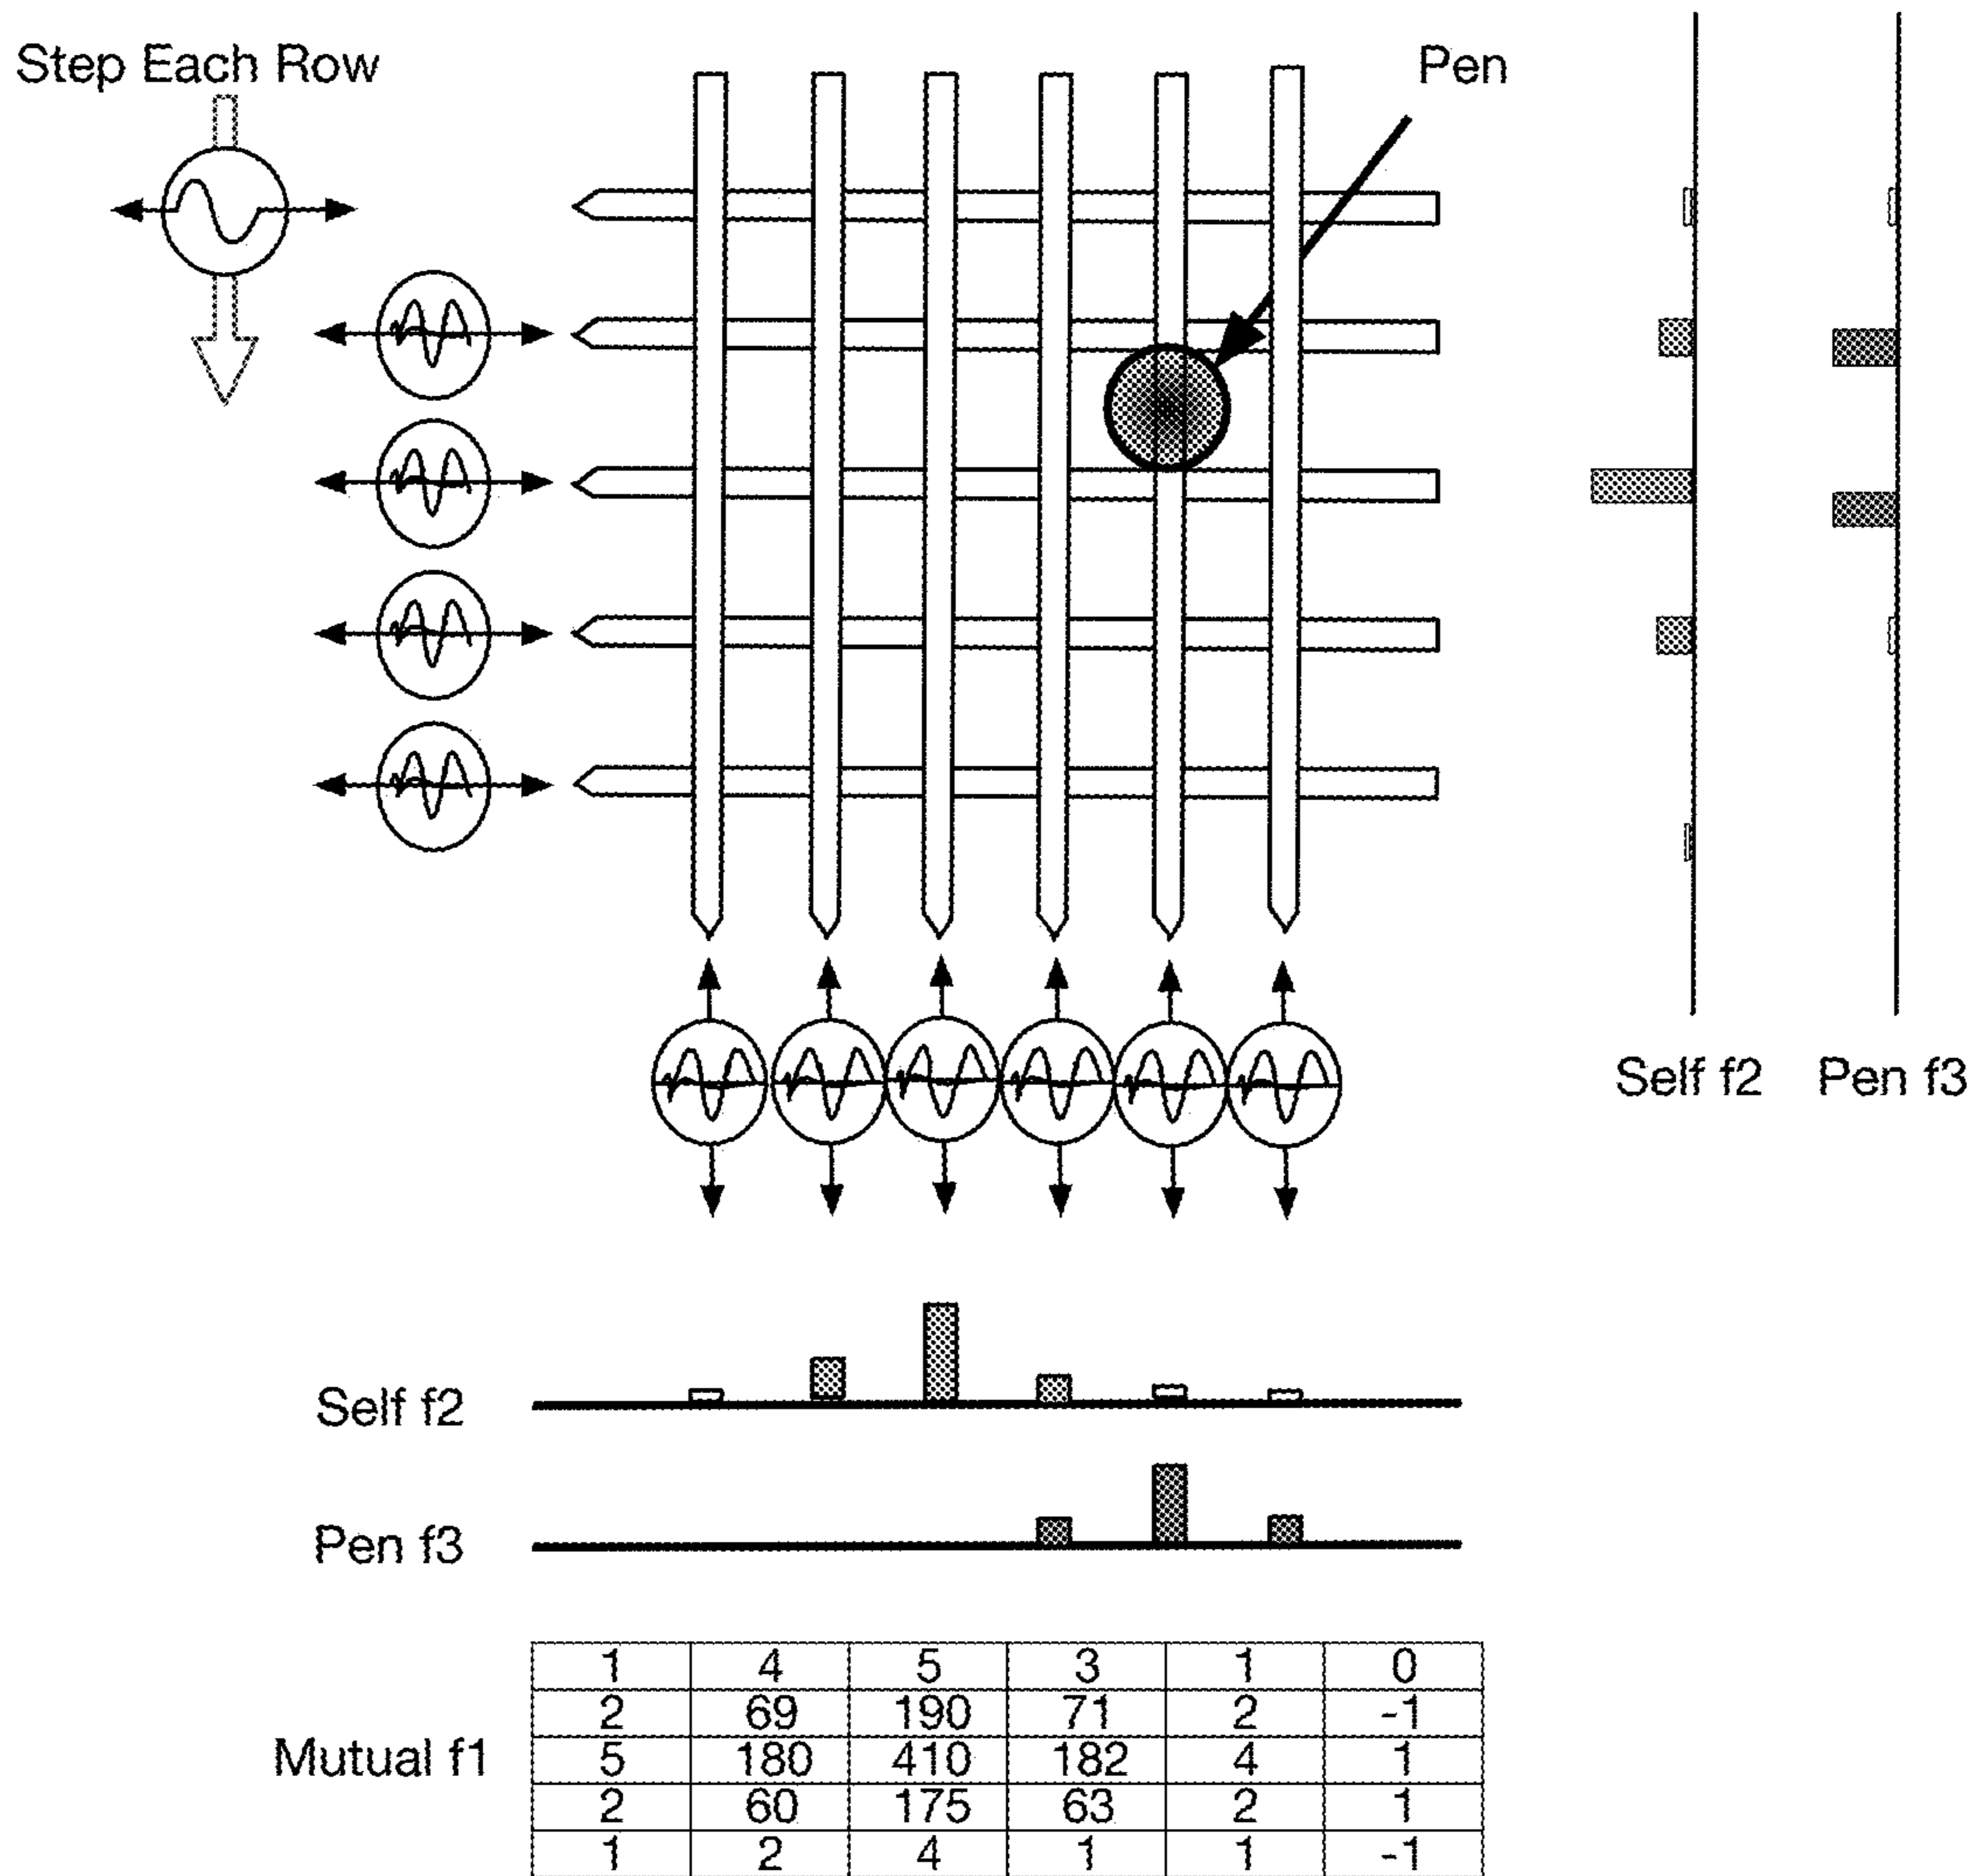 Step Each Row
Pen
Self f2 Pen f3
Self f2
Pen f3
Mutual f1
1 4 5 3 1 0
2 69 190 71 2 -1
5 180 410 182 4 1
2 60 175 63 2 1
1 2 4 1 1 -1